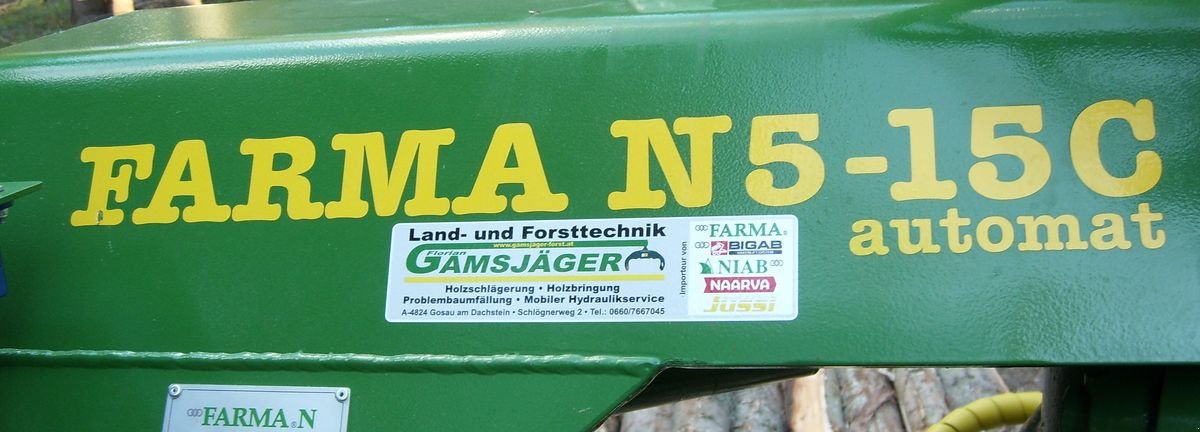 FARMA N5-15C
automat
Land- und Forsttechnik
www.gamsjäger-forst.at
Florian
GAMSJÄGER
Holzschlägerung • Holzbringung
Problembaumfällung • Mobiler Hydraulikservice
A-4824 Gosau am Dachstein • Schlögnerweg 2 • Tel.: 0660/7667045
Importeur von
FARMA
BIGAB
NIAB
NAARVA
Jussi
FARMA.N